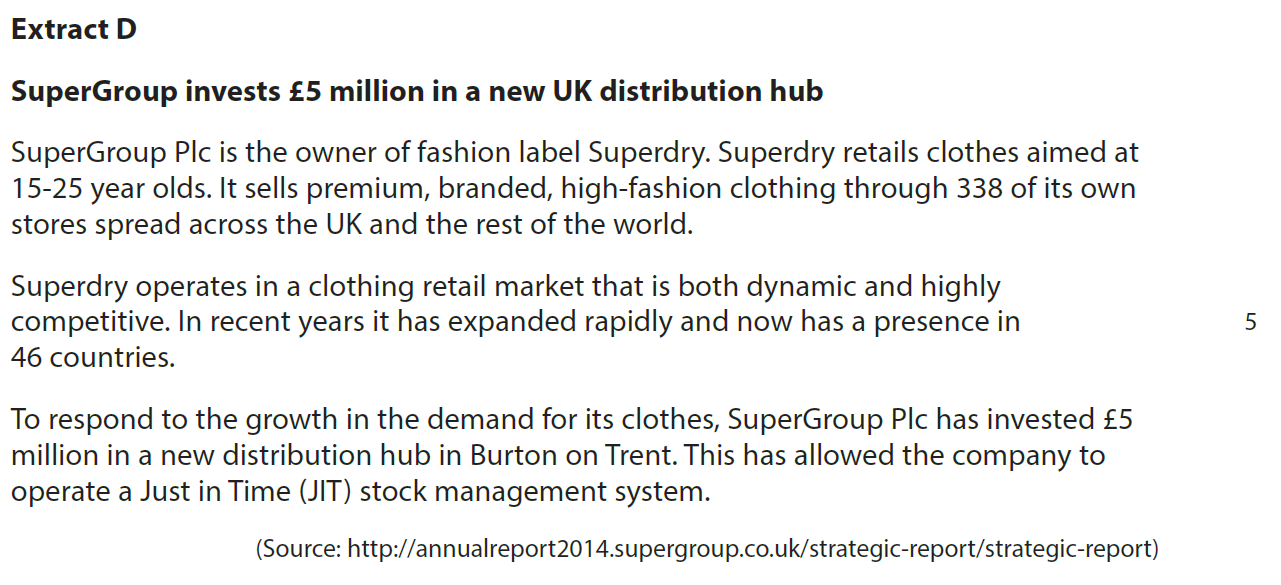 Extract D
SuperGroup invests £5 million in a new UK distribution hub
SuperGroup Plc is the owner of fashion label Superdry. Superdry retails clothes aimed at
15-25 year olds. It sells premium, branded, high-fashion clothing through 338 of its own
stores spread across the UK and the rest of the world.
Superdry operates in a clothing retail market that is both dynamic and highly
competitive. In recent years it has expanded rapidly and now has a presence in 5
46 countries.
To respond to the growth in the demand for its clothes, SuperGroup Plc has invested £5
million in a new distribution hub in Burton on Trent. This has allowed the company to
operate a Just in Time (JIT) stock management system.
(Source: http://annualreport2014.supergroup.co.uk/strategic-report/strategic-report)